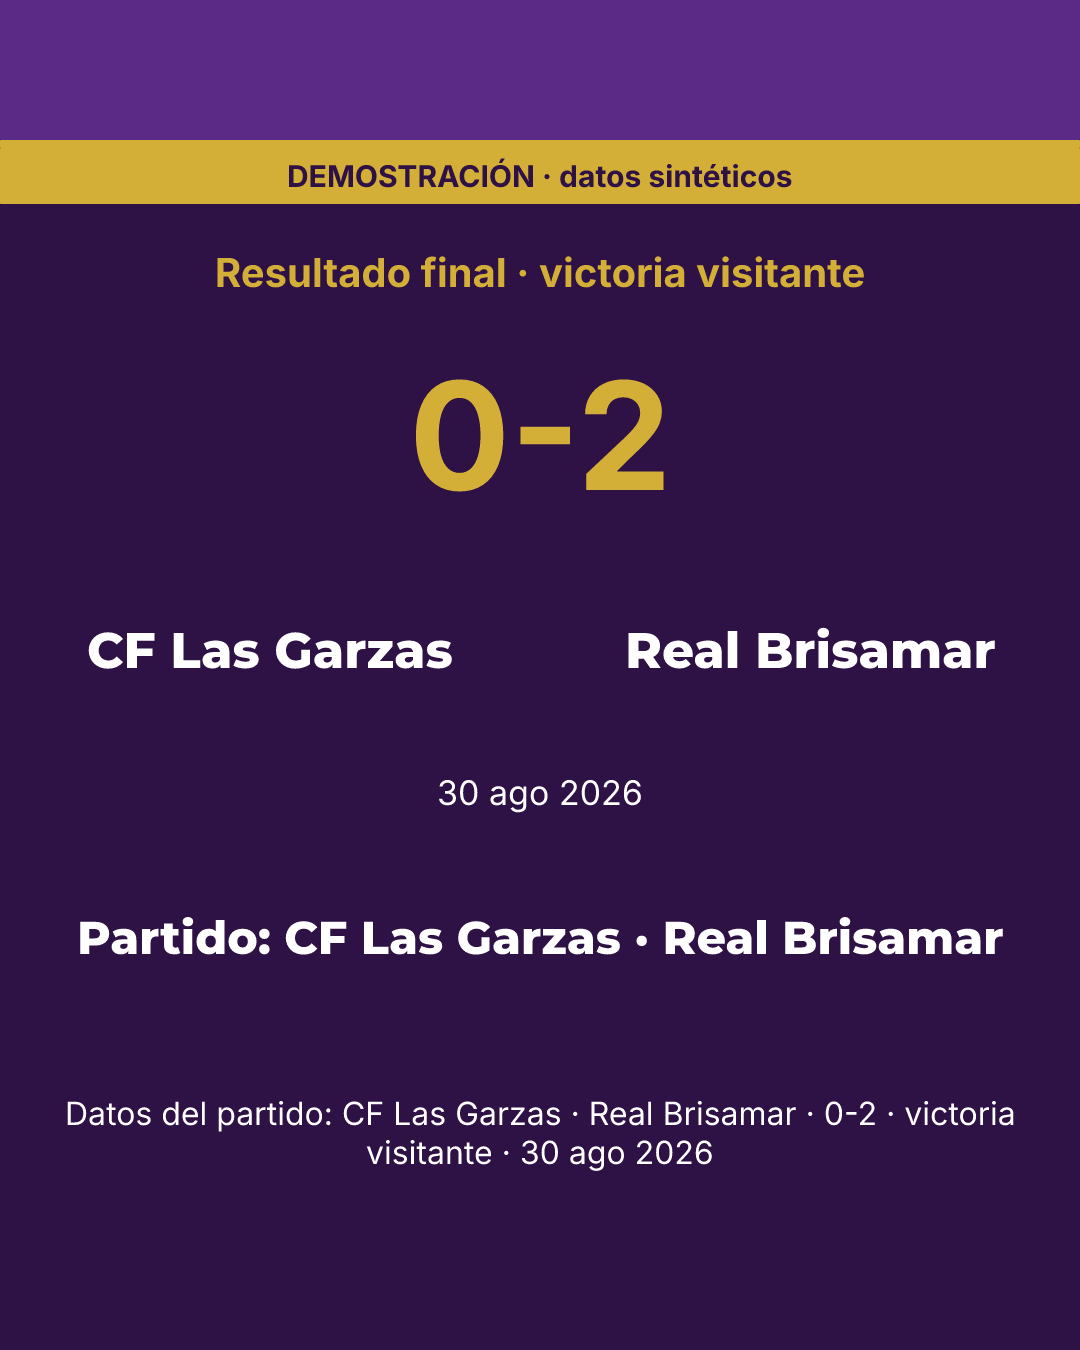 DEMOSTRACIÓN · datos sintéticos
Resultado final · victoria visitante
0-2
CF Las Garzas
Real Brisamar
30 ago 2026
Partido: CF Las Garzas · Real Brisamar
Datos del partido: CF Las Garzas · Real Brisamar · 0-2 · victoria
visitante · 30 ago 2026